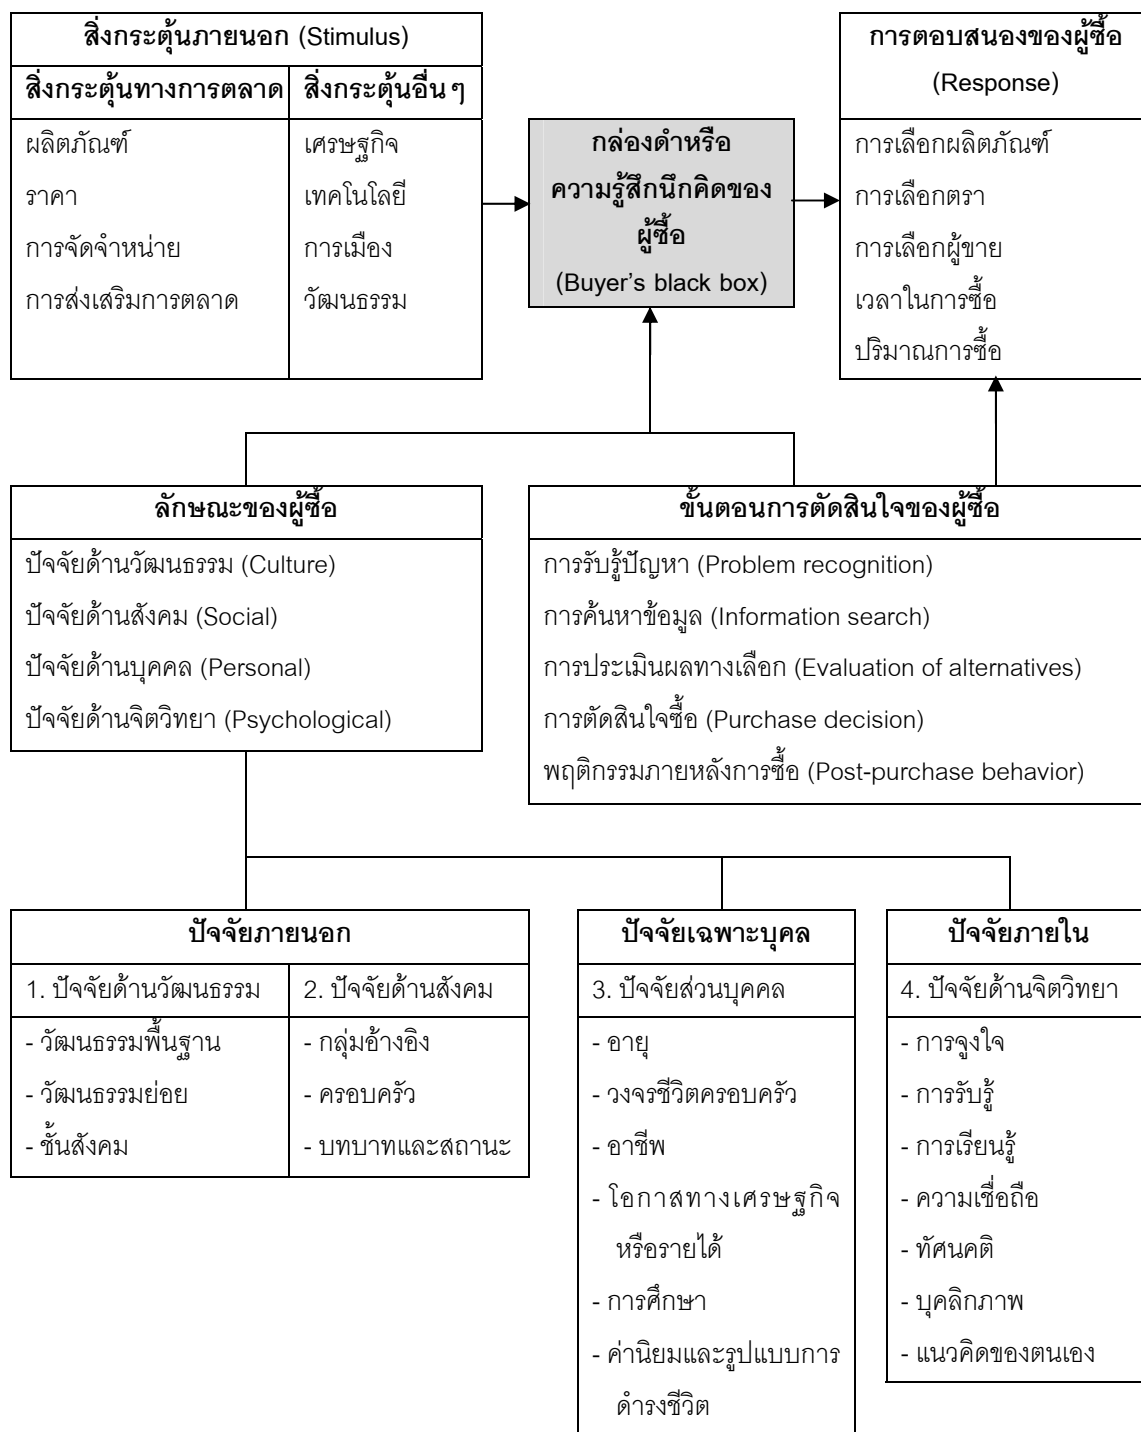 สิ่งกระตุ้นภายนอก (Stimulus)
สิ่งกระตุ้นทางการตลาด
ผลิตภัณฑ์
ราคา
การจัดจำหน่าย
การส่งเสริมการตลาด
สิ่งกระตุ้นอื่น ๆ
เศรษฐกิจ
เทคโนโลยี
การเมือง
วัฒนธรรม
กล่องดำหรือ
ความรู้สึกนึกคิดของ
ผู้ซื้อ
(Buyer's black box)
การตอบสนองของผู้ซื้อ
(Response)
การเลือกผลิตภัณฑ์
การเลือกตรา
การเลือกผู้ขาย
เวลาในการซื้อ
ปริมาณการซื้อ
ลักษณะของผู้ซื้อ
ปัจจัยด้านวัฒนธรรม (Culture)
ปัจจัยด้านสังคม (Social)
ปัจจัยด้านบุคคล (Personal)
ปัจจัยด้านจิตวิทยา (Psychological)
ขั้นตอนการตัดสินใจของผู้ซื้อ
การรับรู้ปัญหา (Problem recognition)
การค้นหาข้อมูล (Information search)
การประเมินผลทางเลือก (Evaluation of alternatives)
การตัดสินใจซื้อ (Purchase decision)
พฤติกรรมภายหลังการซื้อ (Post-purchase behavior)
ปัจจัยภายนอก
1. ปัจจัยด้านวัฒนธรรม
- วัฒนธรรมพื้นฐาน
- วัฒนธรรมย่อย
- ชั้นสังคม
2. ปัจจัยด้านสังคม
- กลุ่มอ้างอิง
- ครอบครัว
- บทบาทและสถานะ
ปัจจัยเฉพาะบุคล
3. ปัจจัยส่วนบุคคล
- อายุ
- วงจรชีวิตครอบครัว
- อาชีพ
- โอกาสทางเศรษฐกิจ
หรือรายได้
- การศึกษา
- ค่านิยมและรูปแบบการ
ดำรงชีวิต
ปัจจัยภายใน
4. ปัจจัยด้านจิตวิทยา
- การจูงใจ
- การรับรู้
- การเรียนรู้
- ความเชื่อถือ
- ทัศนคติ
- บุคลิกภาพ
- แนวคิดของตนเอง